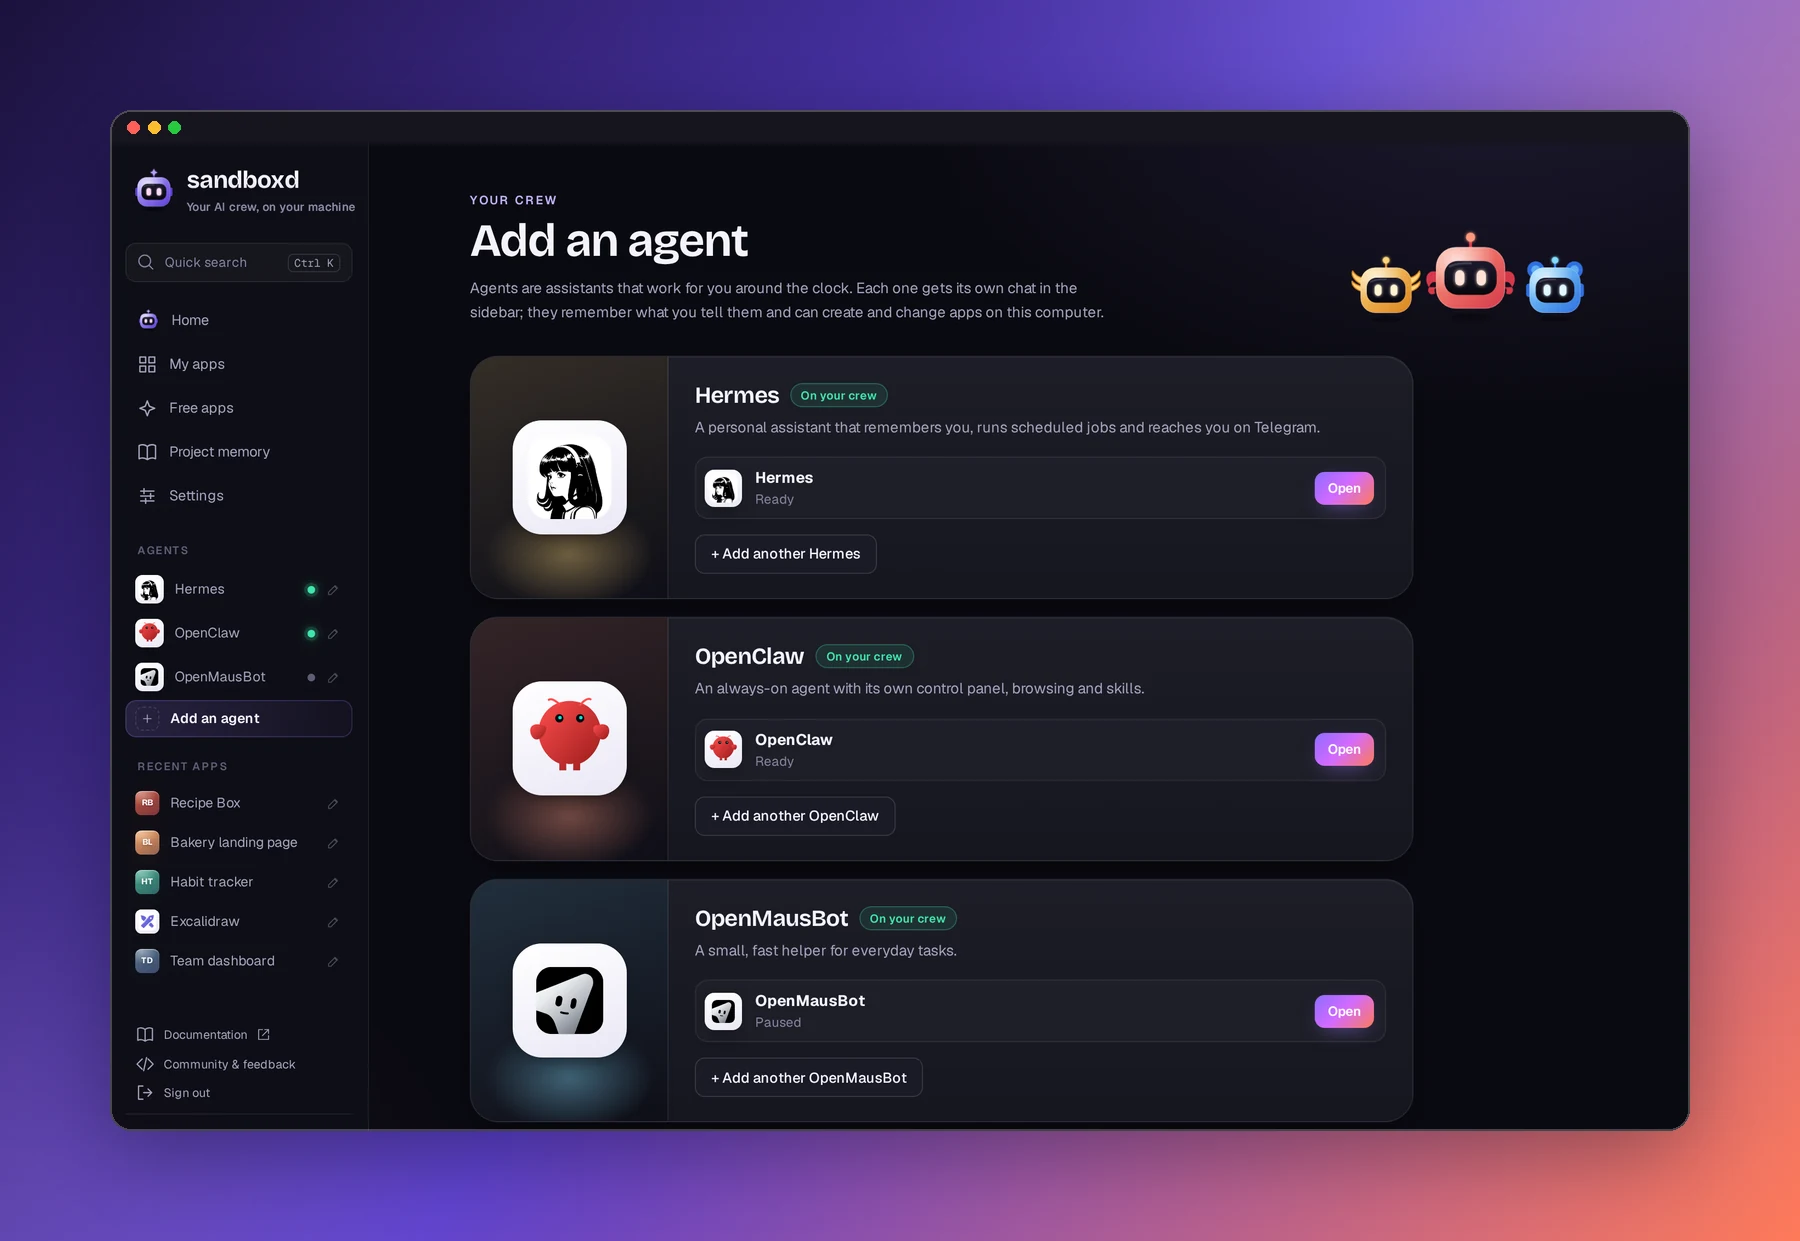 sandboxd
Your AI crew, on your machine
Quick search
Ctrl K
Home
My apps
Free apps
Project memory
Settings
AGENTS
Hermes
OpenClaw
OpenMausBot
+ Add an agent
RECENT APPS
RB Recipe Box
BL Bakery landing page
HT Habit tracker
Excalidraw
TD Team dashboard
Documentation
Community & feedback
Sign out
YOUR CREW
Add an agent
Agents are assistants that work for you around the clock. Each one gets its own chat in the
sidebar; they remember what you tell them and can create and change apps on this computer.
Hermes On your crew
A personal assistant that remembers you, runs scheduled jobs and reaches you on Telegram.
Hermes
Ready
Open
+ Add another Hermes
OpenClaw On your crew
An always-on agent with its own control panel, browsing and skills.
OpenClaw
Ready
Open
+ Add another OpenClaw
OpenMausBot On your crew
A small, fast helper for everyday tasks.
OpenMausBot
Paused
Open
+ Add another OpenMausBot